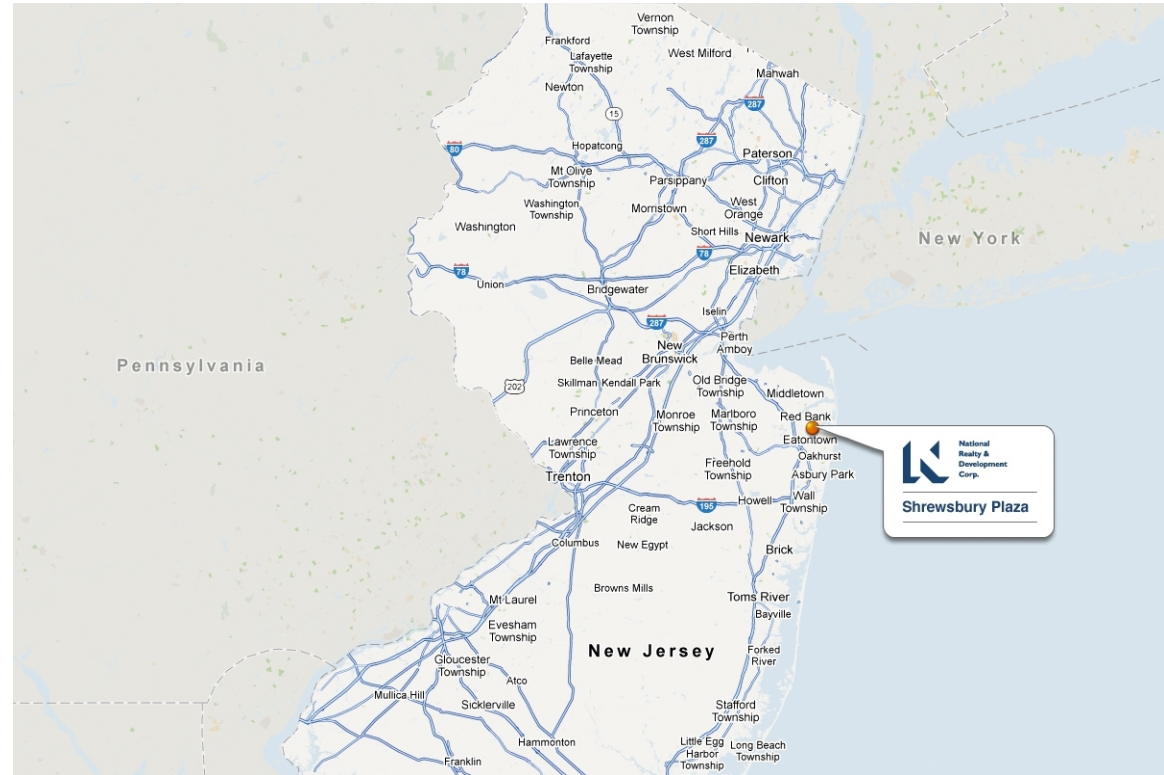 Vernon
Township
Frankford
West Milford
Lafayette
Township
Mahwah
Newton
287
15
287
80
Hopatcong
Paterson
Mt Olive
Township
Parsippany
Clifton
Washington
Township
Morristown
West
Orange
Washington
Short Hills
Newark
New York
78
78
Elizabeth
Union
Bridgewater
Iselin
287
Perth
Amboy
New
Brunswick
Belle Mead
Pennsylvania
Skillman
Kendall Park
Old Bridge
Township
202
Middletown
Princeton
Monroe
Township
Marlboro
Township
Red Bank
Eatontown
Lawrence
Township
Oakhurst
National
Realty &
Development
Corp.
Shrewsbury Plaza
Freehold
Township
Asbury Park
Trenton
195
Howell
Wall
Township
Cream
Ridge
Jackson
Columbus
New Egypt
Brick
Browns Mills
Toms River
Mt Laurel
Bayville
Evesham
Township
New Jersey
Forked
River
Gloucester
Township
Atco
Mullica Hill
Sicklerville
Stafford
Township
Hammonton
Little Egg
Harbor
Township
Long Beach
Township
Franklin